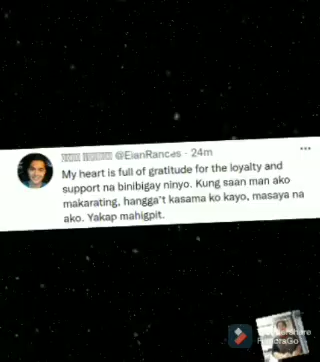 @EianRances · 24m
My heart is full of gratitude for the loyalty and
support na binibigay ninyo. Kung saan man ako
makarating, hangga't kasama ko kayo, masaya na
ako. Yakap mahigpit.